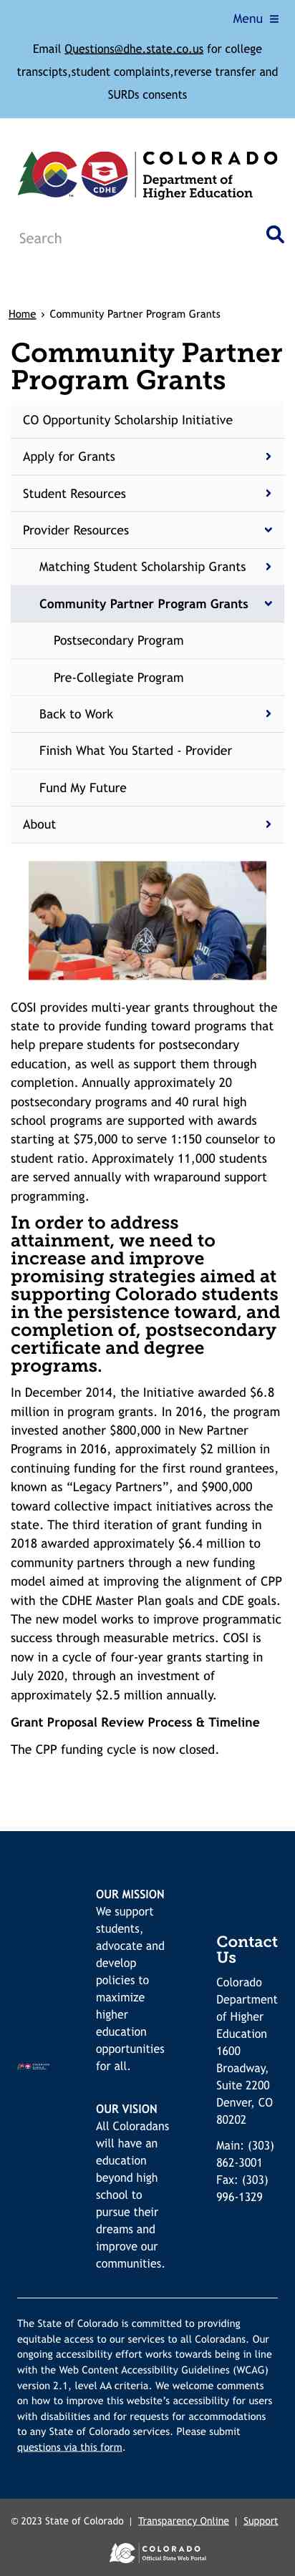 Menu ≡
Email Questions@dhe.state.co.us for college
transcipts,student complaints,reverse transfer and
SURDs consents
CDHE
COLORADO
Department of
Higher Education
Search
Home › Community Partner Program Grants
Community Partner
Program Grants
CO Opportunity Scholarship Initiative
Apply for Grants
Student Resources
Provider Resources
Matching Student Scholarship Grants
Community Partner Program Grants
Postsecondary Program
Pre-Collegiate Program
Back to Work
Finish What You Started - Provider
Fund My Future
About
COSI provides multi-year grants throughout the
state to provide funding toward programs that
help prepare students for postsecondary
education, as well as support them through
completion. Annually approximately 20
postsecondary programs and 40 rural high
school programs are supported with awards
starting at $75,000 to serve 1:150 counselor to
student ratio. Approximately 11,000 students
are served annually with wraparound support
programming.
In order to address
attainment, we need to
increase and improve
promising strategies aimed at
supporting Colorado students
in the persistence toward, and
completion of, postsecondary
certificate and degree
programs.
In December 2014, the Initiative awarded $6.8
million in program grants. In 2016, the program
invested another $800,000 in New Partner
Programs in 2016, approximately $2 million in
continuing funding for the first round grantees,
known as “Legacy Partners”, and $900,000
toward collective impact initiatives across the
state. The third iteration of grant funding in
2018 awarded approximately $6.4 million to
community partners through a new funding
model aimed at improving the alignment of CPP
with the CDHE Master Plan goals and CDE goals.
The new model works to improve programmatic
success through measurable metrics. COSI is
now in a cycle of four-year grants starting in
July 2020, through an investment of
approximately $2.5 million annually.
Grant Proposal Review Process & Timeline
The CPP funding cycle is now closed.
OUR MISSION
We support
students,
advocate and
develop
policies to
maximize
higher
education
opportunities
for all.
OUR VISION
All Coloradans
will have an
education
beyond high
school to
pursue their
dreams and
improve our
communities.
Contact
Us
Colorado
Department
of Higher
Education
1600
Broadway,
Suite 2200
Denver, CO
80202
Main: (303)
862-3001
Fax: (303)
996-1329
The State of Colorado is committed to providing
equitable access to our services to all Coloradans. Our
ongoing accessibility effort works towards being in line
with the Web Content Accessibility Guidelines (WCAG)
version 2.1, level AA criteria. We welcome comments
on how to improve this website’s accessibility for users
with disabilities and for requests for accommodations
to any State of Colorado services. Please submit
questions via this form.
© 2023 State of Colorado | Transparency Online | Support
COLORADO
Official State Web Portal